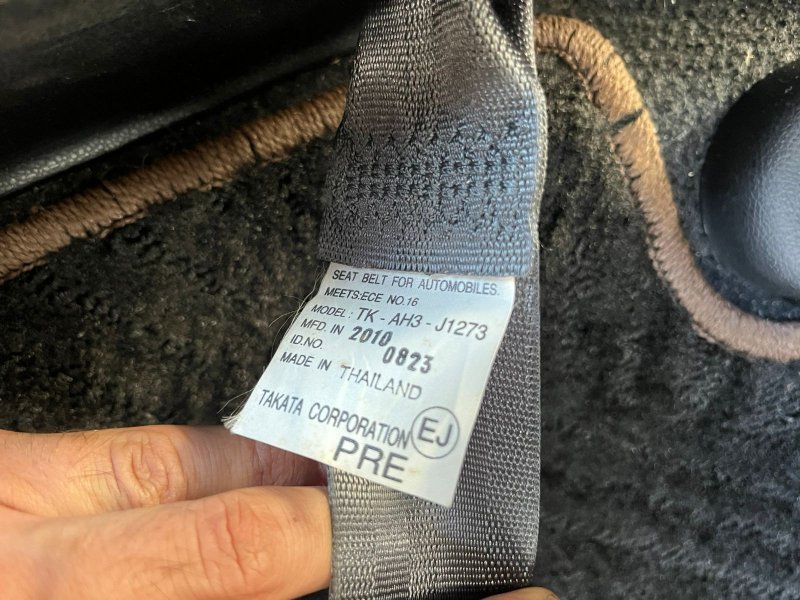 SEAT BELT FOR AUTOMOBILES.
MEETS:ECE NO.16
MODEL: TK-AH3-J1273
MFD. IN 2010
ID.NO. 0823
MADE IN THAILAND
TAKATA CORPORATION EJ
PRE